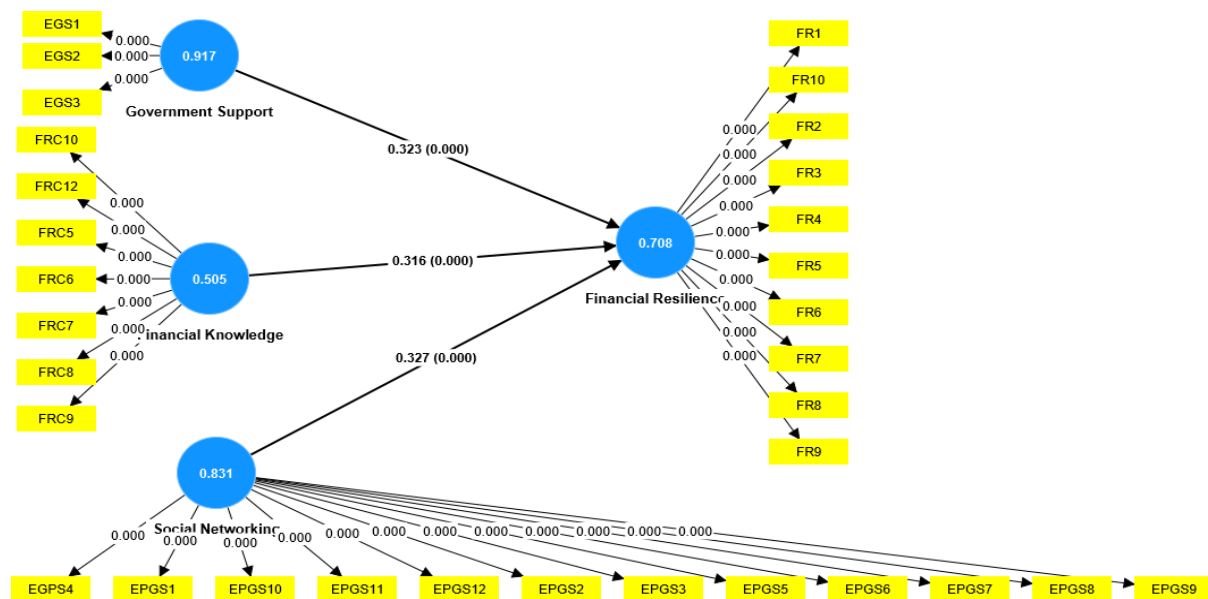 EGS1
EGS2
EGS3
0.000
0.000
0.000
0.917
Government Support
FRC10
FRC12
FRC5
FRC6
FRC7
FRC8
FRC9
0.000
0.000
0.000
0.000
0.000
0.000
0.000
0.505
inancial Knowledge
0.323 (0.000)
0.316 (0.000)
0.327 (0.000)
0.708
Financial Resilience
0.000
0.000
0.000
0.000
0.000
0.000
0.000
0.000
0.000
0.000
FR1
FR10
FR2
FR3
FR4
FR5
FR6
FR7
FR8
FR9
0.831
Social Networking
0.000
0.000
0.000
0.000
0.000
0.000
0.000
0.000
0.000
0.000
0.000
0.000
EGPS4
EPGS1
EPGS10
EPGS11
EPGS12
EPGS2
EPGS3
EPGS5
EPGS6
EPGS7
EPGS8
EPGS9